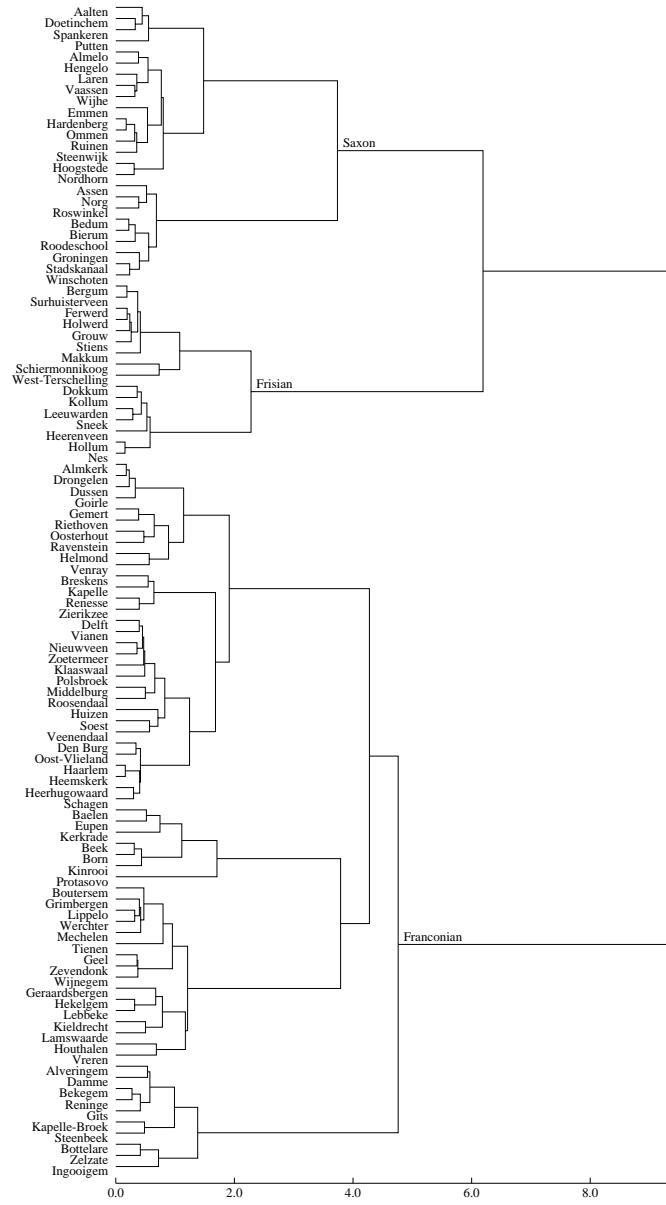 Aalten
Doetinchem
Spankeren
Putten
Almelo
Hengelo
Laren
Vaassen
Wijhe
Emmen
Hardenberg
Ommen
Ruinen
Saxon
Steenwijk
Hoogstede
Nordhorn
Assen
Norg
Roswinkel
Bedum
Bierum
Roodeschool
Groningen
Stadskanaal
Winschoten
Bergum
Surhuisterveen
Ferwerd
Holwerd
Grouw
Stiens
Makkum
Schiermonnikoog
West-Terschelling
Frisian
Dokkum
Kollum
Leeuwarden
Sneek
Heerenveen
Hollum
Nes
Almkerk
Drongelen
Dussen
Goirle
Gemert
Riethoven
Oosterhout
Ravenstein
Helmond
Venray
Breskens
Kapelle
Renesse
Zierikzee
Delft
Vianen
Nieuwveen
Zoetermeer
Klaaswaal
Polsbroek
Middelburg
Roosendaal
Huizen
Soest
Veenendaal
Den Burg
Oost-Vlieland
Haarlem
Heemskerk
Heerhugowaard
Schagen
Baelen
Eupen
Kerkrade
Beek
Born
Kinrooi
Protasovo
Boutersem
Grimbergen
Lippelo
Werchter
Mechelen
Franconian
Tienen
Geel
Zevendonk
Wijnegem
Geraardsbergen
Hekelgem
Lebbeke
Kieldrecht
Lamswaarde
Houthalen
Vreren
Alveringem
Damme
Bekegem
Reninge
Gits
Kapelle-Broek
Steenbeek
Bottelare
Zelzate
Ingooigem
0.0 2.0 4.0 6.0 8.0